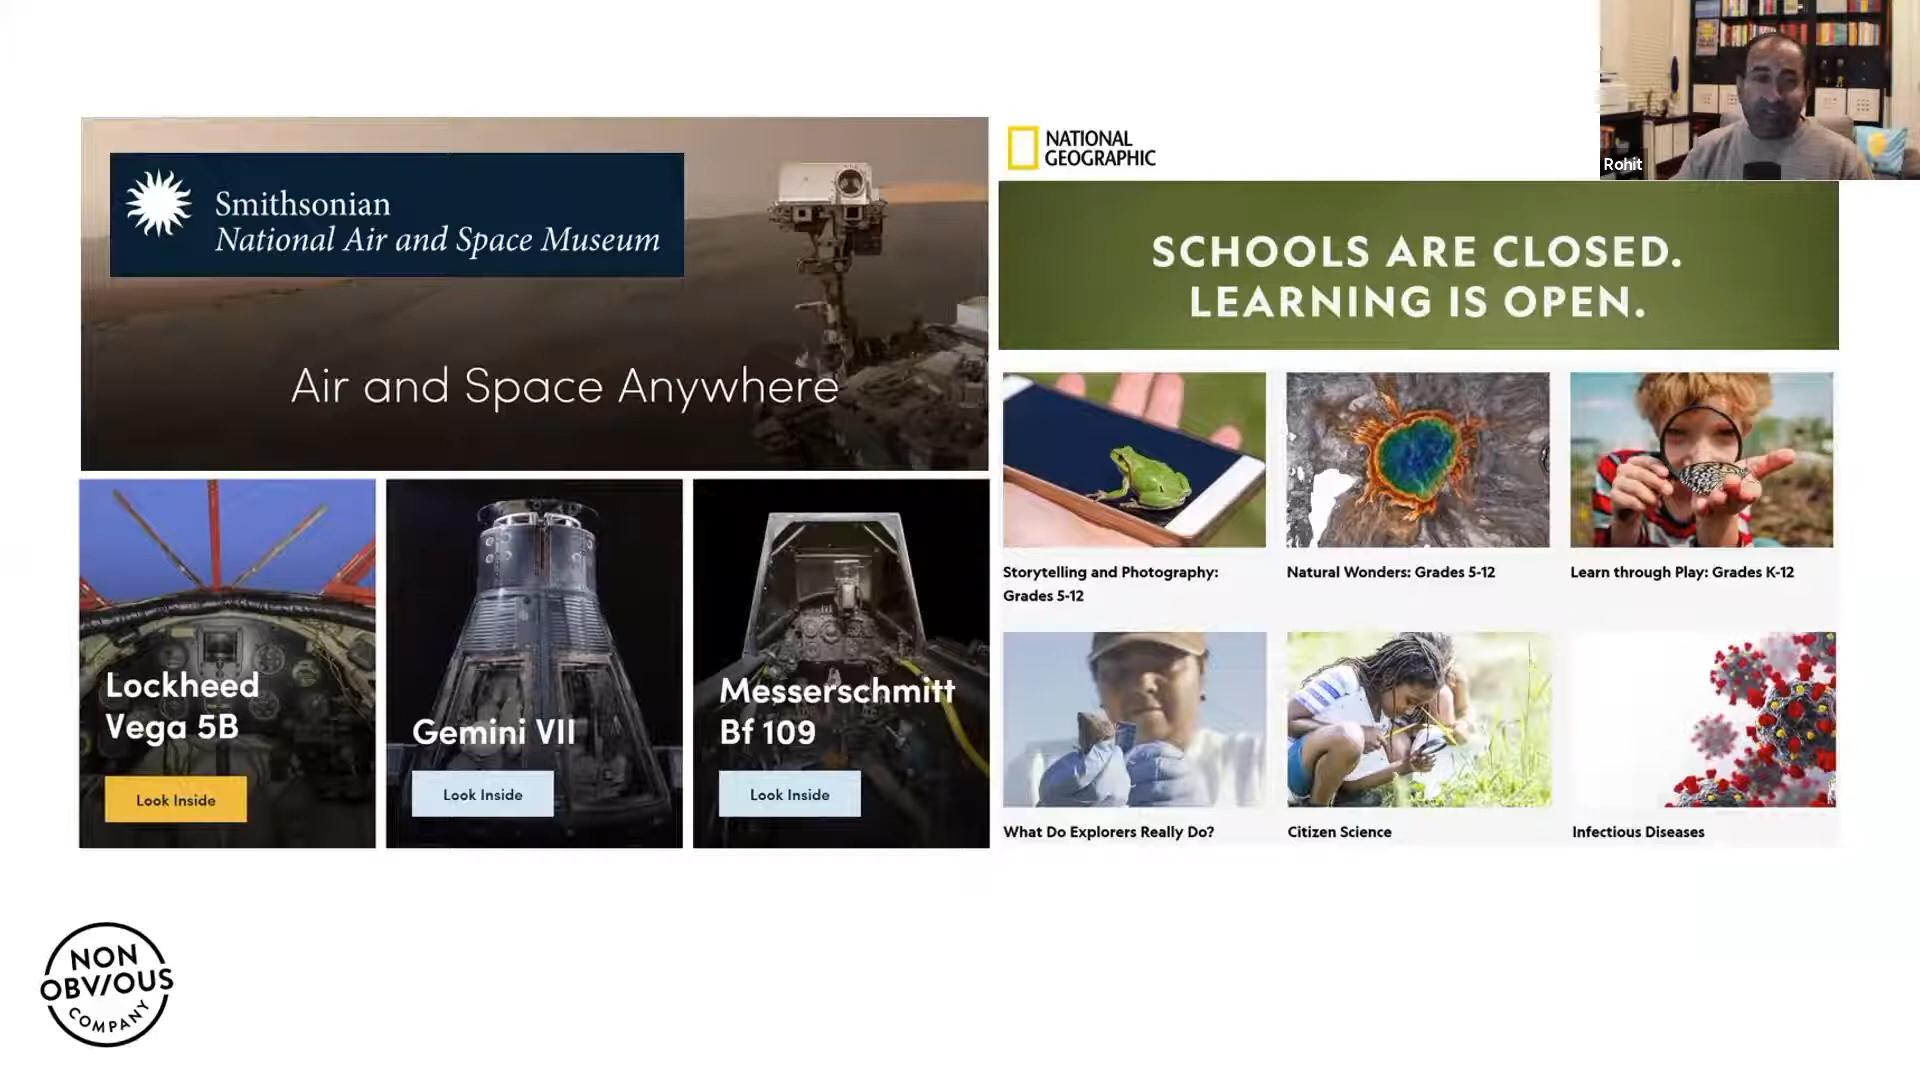 Smithsonian
National Air and Space Museum
Air and Space Anywhere
Lockheed
Vega 5B
Look Inside
Gemini VII
Look Inside
Messerschmitt
Bf 109
Look Inside
NATIONAL
GEOGRAPHIC
SCHOOLS ARE CLOSED.
LEARNING IS OPEN.
Storytelling and Photography:
Grades 5-12
Natural Wonders: Grades 5-12
Learn through Play: Grades K-12
What Do Explorers Really Do?
Citizen Science
Infectious Diseases
Rohit
NON
OBV/OUS
COMPANY